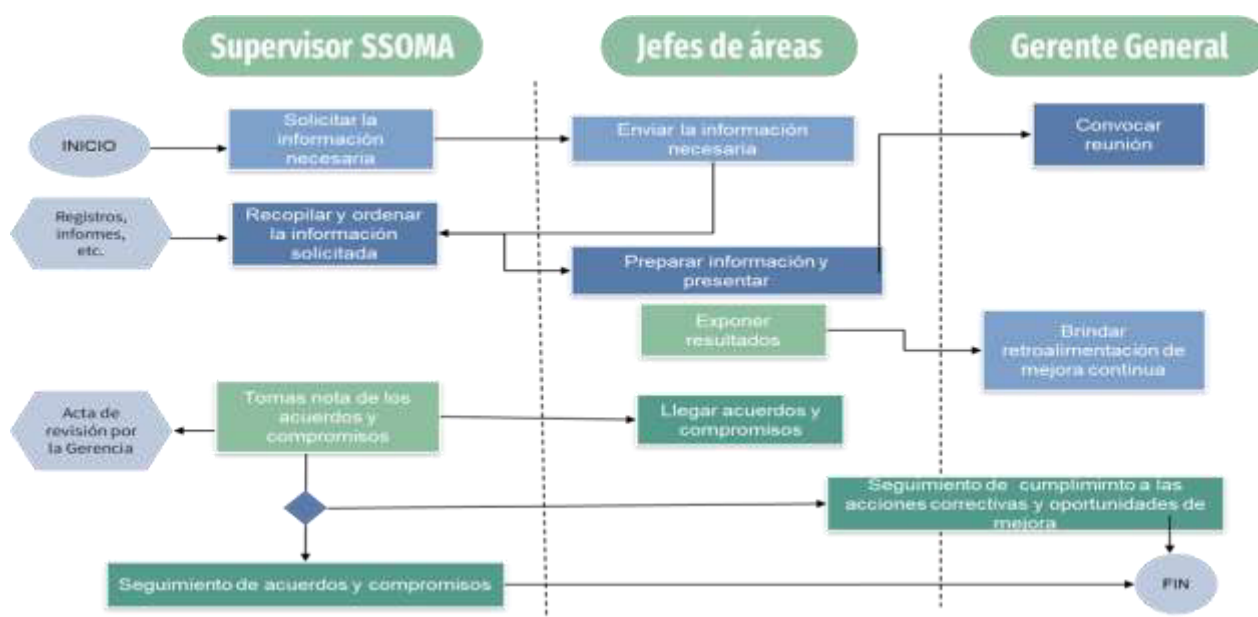 Supervisor SSOMA
Jefes de áreas
Gerente General
INICIO
Solicitar la
información
necesaria
Enviar la información
necesaria
Convocar
reunión
Registros,
informes,
etc.
Recopilar y ordenar
la información
solicitada
Preparar información y
presentar
Exponer
resultados
Brindar
retroalimentación de
mejora continua
Acta de
revisión por
la Gerencia
Tomas nota de los
acuerdos y
compromisos
Llegar acuerdos y
compromisos
Seguimiento de cumplimirnto a las
acciones correctivas y oportunidades de
mejora
Seguimiento de acuerdos y compromisos
FIN